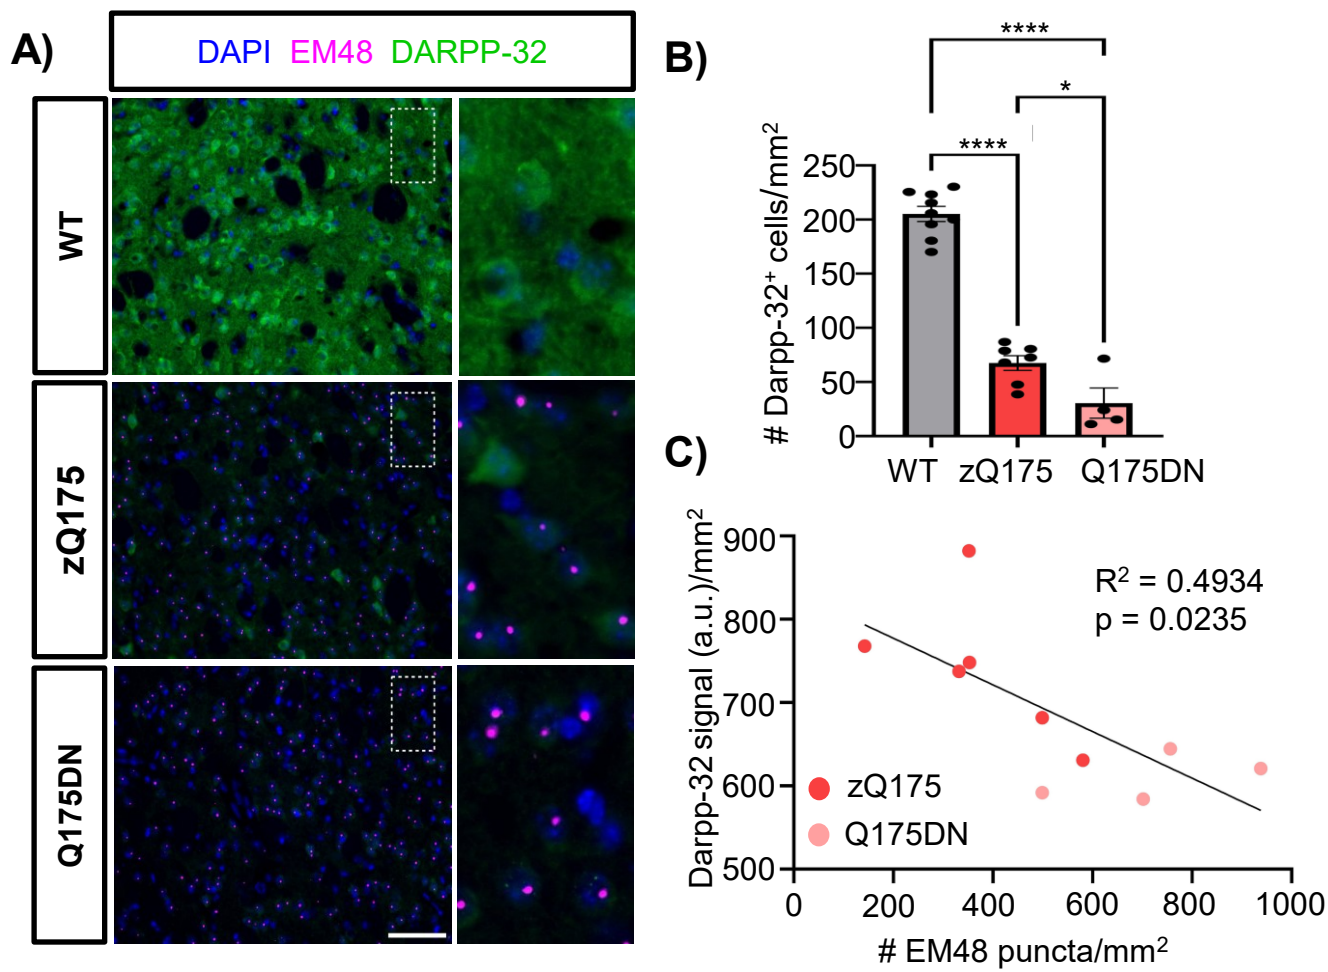 A)
DAPI EM48 DARPP-32
WT
zQ175
Q175DN
B)
****
*
****
# Darpp-32+ cells/mm2
250
200
150
100
50
0
WT zQ175 Q175DN
C)
Darpp-32 signal (a.u.)/mm2
900
800
700
600
500
R2 = 0.4934
p = 0.0235
zQ175
Q175DN
0 200 400 600 800 1000
# EM48 puncta/mm2